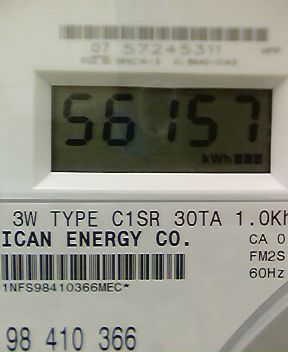 07 57245311
56157
kWh
3W TYPE C1SR 30TA 1.0Kh
ICAN ENERGY CO.
CA 0
FM2S
60Hz
1NFS98410366MEC*
98 410 366